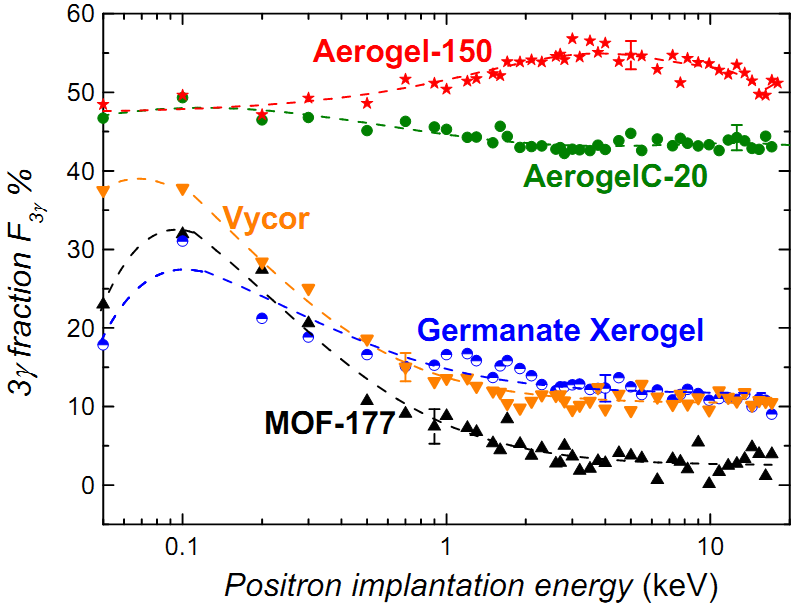 60
50
40
30
20
10
0
3γ fraction F3γ %
Aerogel-150
AerogelC-20
Vycor
Germanate Xerogel
MOF-177
0.1
1
10
Positron implantation energy (keV)